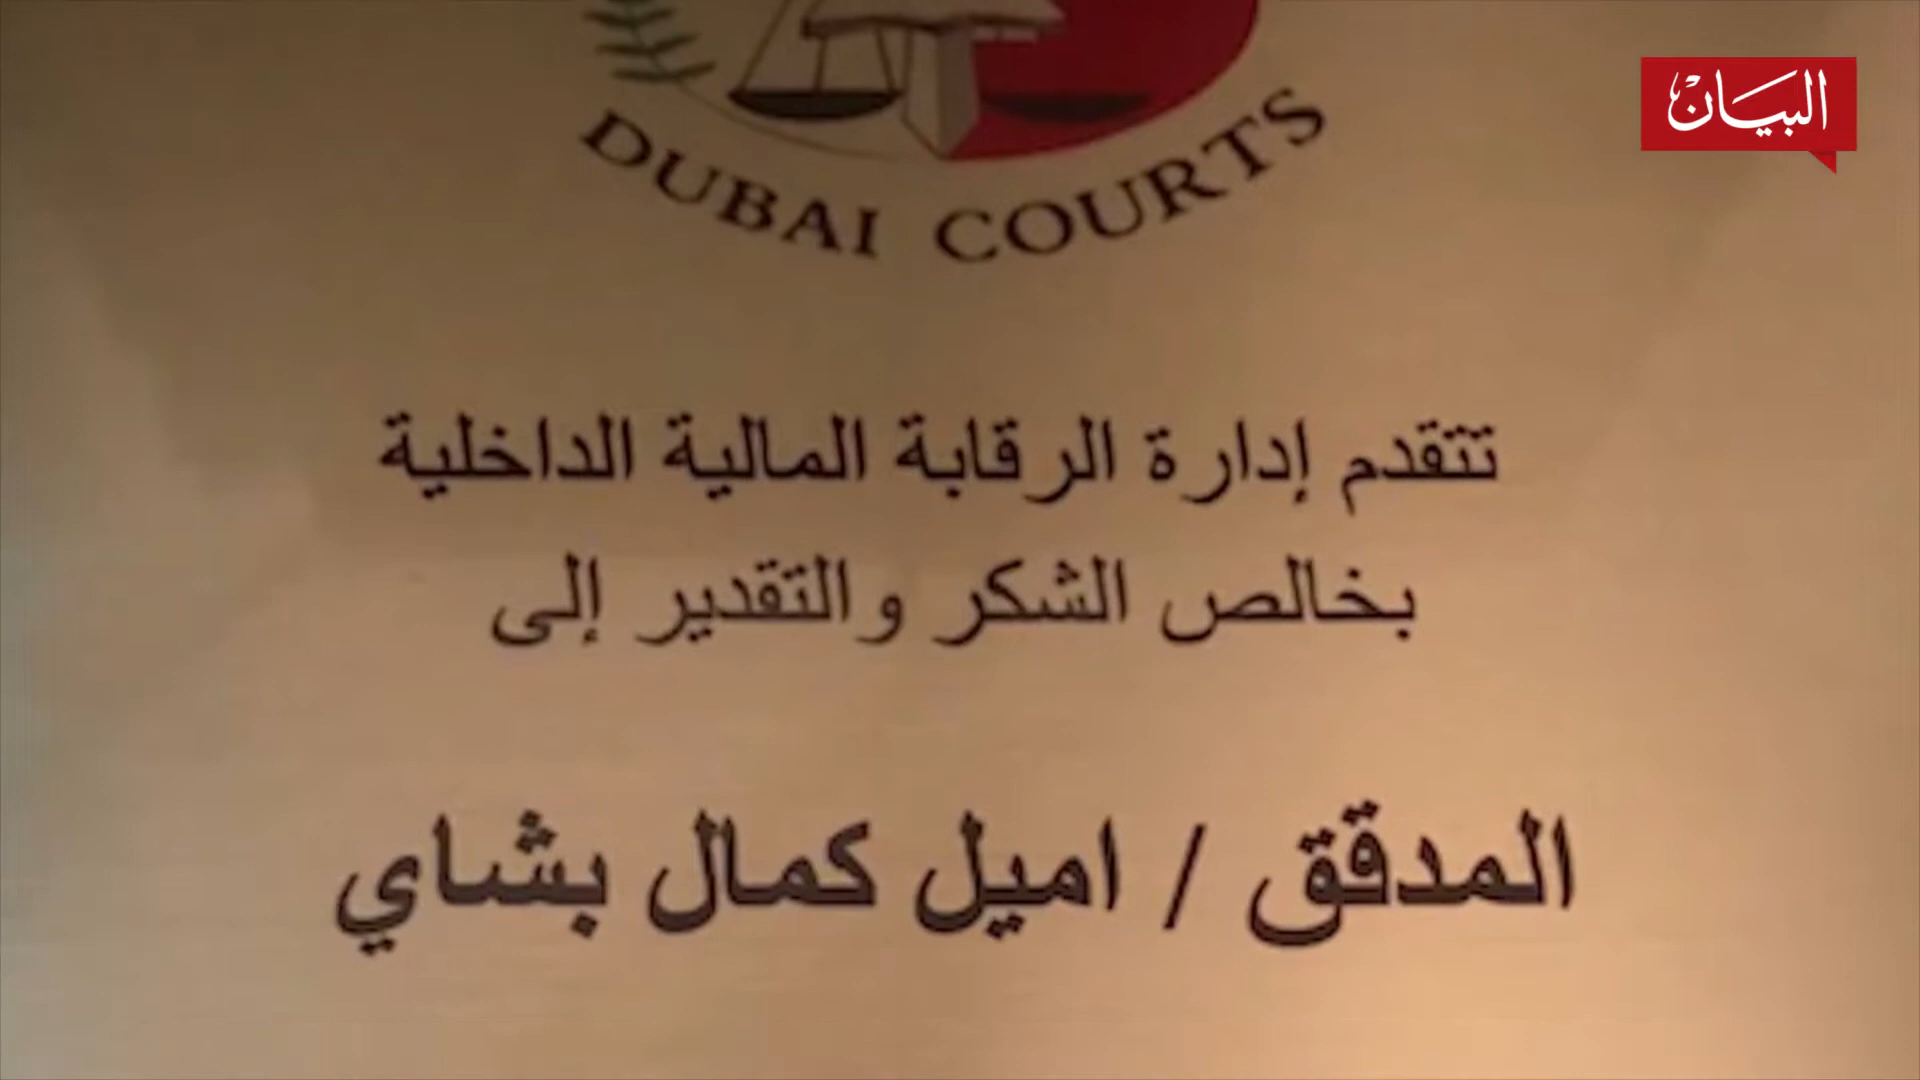 البيان
DUBAI COURTS
تتقدم إدارة الرقابة المالية الداخلية
بخالص الشكر والتقدير إلى
المدقق / اميل كمال بشاي